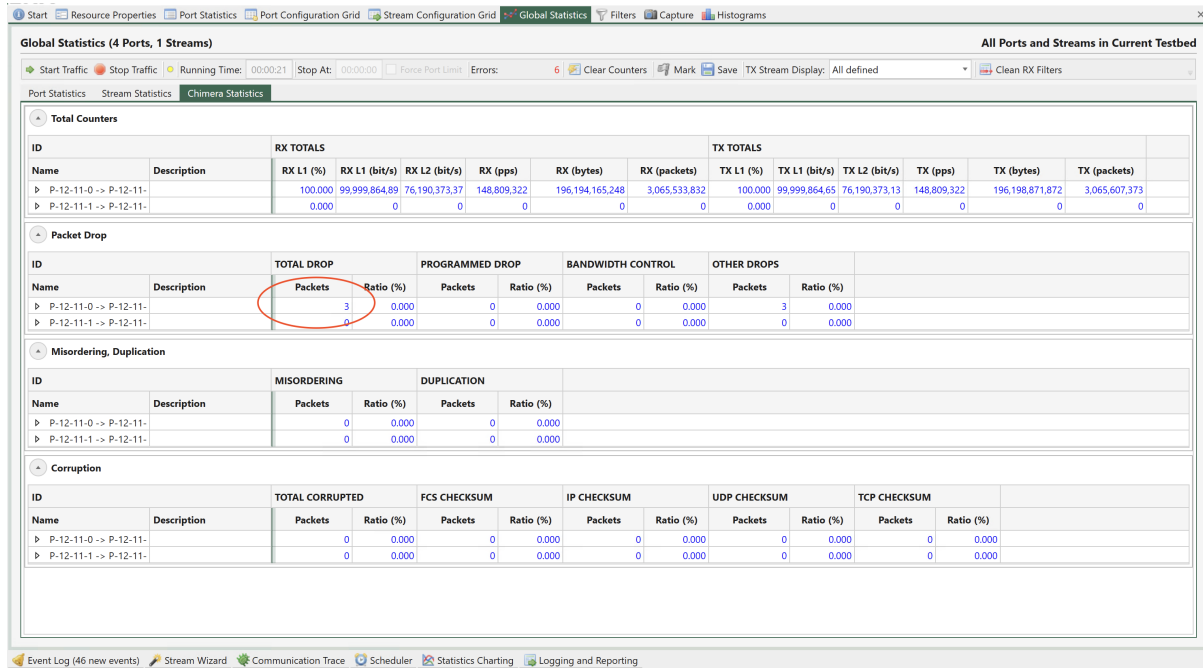 Start Resource Properties Port Statistics Port Configuration Grid Stream Configuration Grid Global Statistics Filters Capture Histograms
Global Statistics (4 Ports, 1 Streams) All Ports and Streams in Current Testbed
Start Traffic Stop Traffic Running Time: 00:00:21 Stop At: 00:00:00 Force Port Limit Errors: 6 Clear Counters Mark Save TX Stream Display: All defined Clean RX Filters
Port Statistics Stream Statistics Chimera Statistics
Total Counters
ID RX TOTALS TX TOTALS
Name Description RX L1 (%) RX L1 (bit/s) RX L2 (bit/s) RX (pps) RX (bytes) RX (packets) TX L1 (%) TX L1 (bit/s) TX L2 (bit/s) TX (pps) TX (bytes) TX (packets)
P-12-11-0 -> P-12-11- 100.000 99,999,864,89 76,190,373,37 148,809,322 196,194,165,248 3,065,533,832 100.000 99,999,864,65 76,190,373,13 148,809,322 196,198,871,872 3,065,607,373
P-12-11-1 -> P-12-11- 0.000 0 0 0 0 0 0.000 0 0 0 0 0
Packet Drop
ID TOTAL DROP PROGRAMMED DROP BANDWIDTH CONTROL OTHER DROPS
Name Description Packets Ratio (%) Packets Ratio (%) Packets Ratio (%) Packets Ratio (%)
P-12-11-0 -> P-12-11- 3 0.000 0 0.000 0 0.000 3 0.000
P-12-11-1 -> P-12-11- 0 0.000 0 0.000 0 0.000 0 0.000
Misordering, Duplication
ID MISORDERING DUPLICATION
Name Description Packets Ratio (%) Packets Ratio (%)
P-12-11-0 -> P-12-11- 0 0.000 0 0.000
P-12-11-1 -> P-12-11- 0 0.000 0 0.000
Corruption
ID TOTAL CORRUPTED FCS CHECKSUM IP CHECKSUM UDP CHECKSUM TCP CHECKSUM
Name Description Packets Ratio (%) Packets Ratio (%) Packets Ratio (%) Packets Ratio (%) Packets Ratio (%)
P-12-11-0 -> P-12-11- 0 0.000 0 0.000 0 0.000 0 0.000 0 0.000
P-12-11-1 -> P-12-11- 0 0.000 0 0.000 0 0.000 0 0.000 0 0.000
Event Log (46 new events) Stream Wizard Communication Trace Scheduler Statistics Charting Logging and Reporting